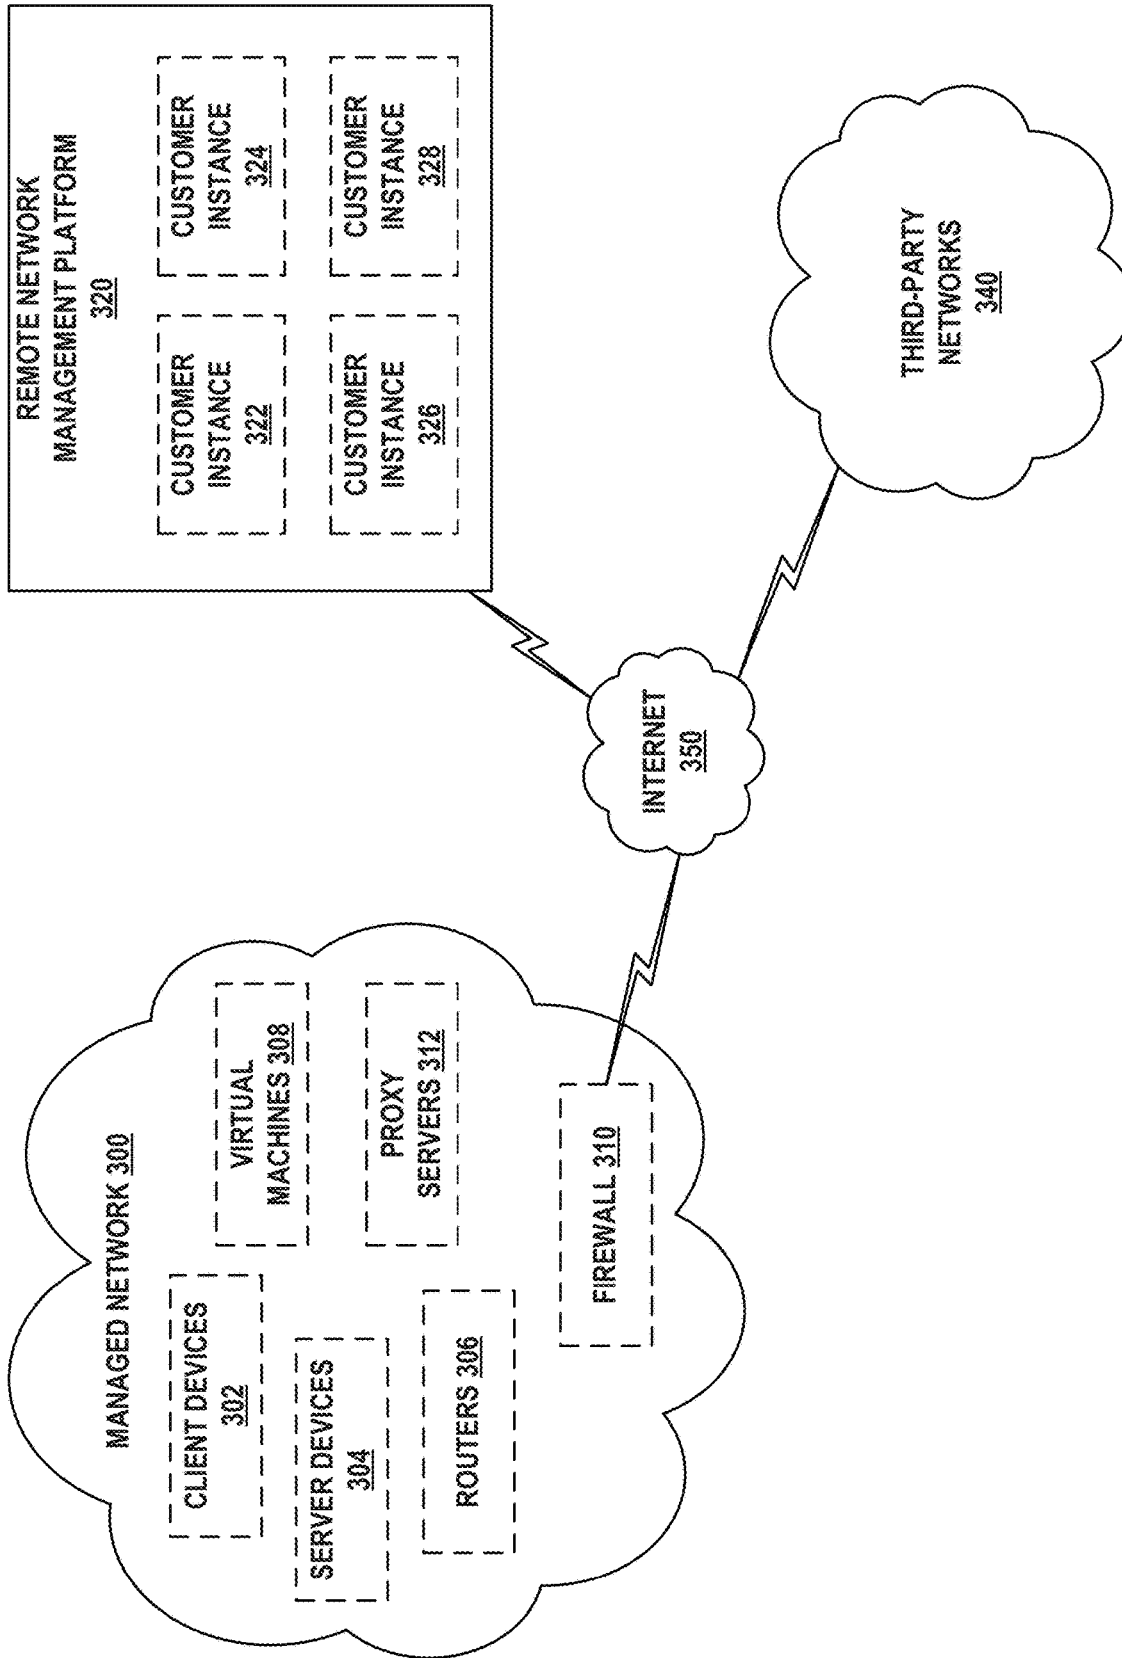 MANAGED NETWORK 300
CLIENT DEVICES
302
SERVER DEVICES
304
ROUTERS 306
VIRTUAL
MACHINES 308
PROXY
SERVERS 312
FIREWALL 310
INTERNET
350
REMOTE NETWORK
MANAGEMENT PLATFORM
320
CUSTOMER
INSTANCE
322
CUSTOMER
INSTANCE
324
CUSTOMER
INSTANCE
326
CUSTOMER
INSTANCE
328
THIRD-PARTY
NETWORKS
340